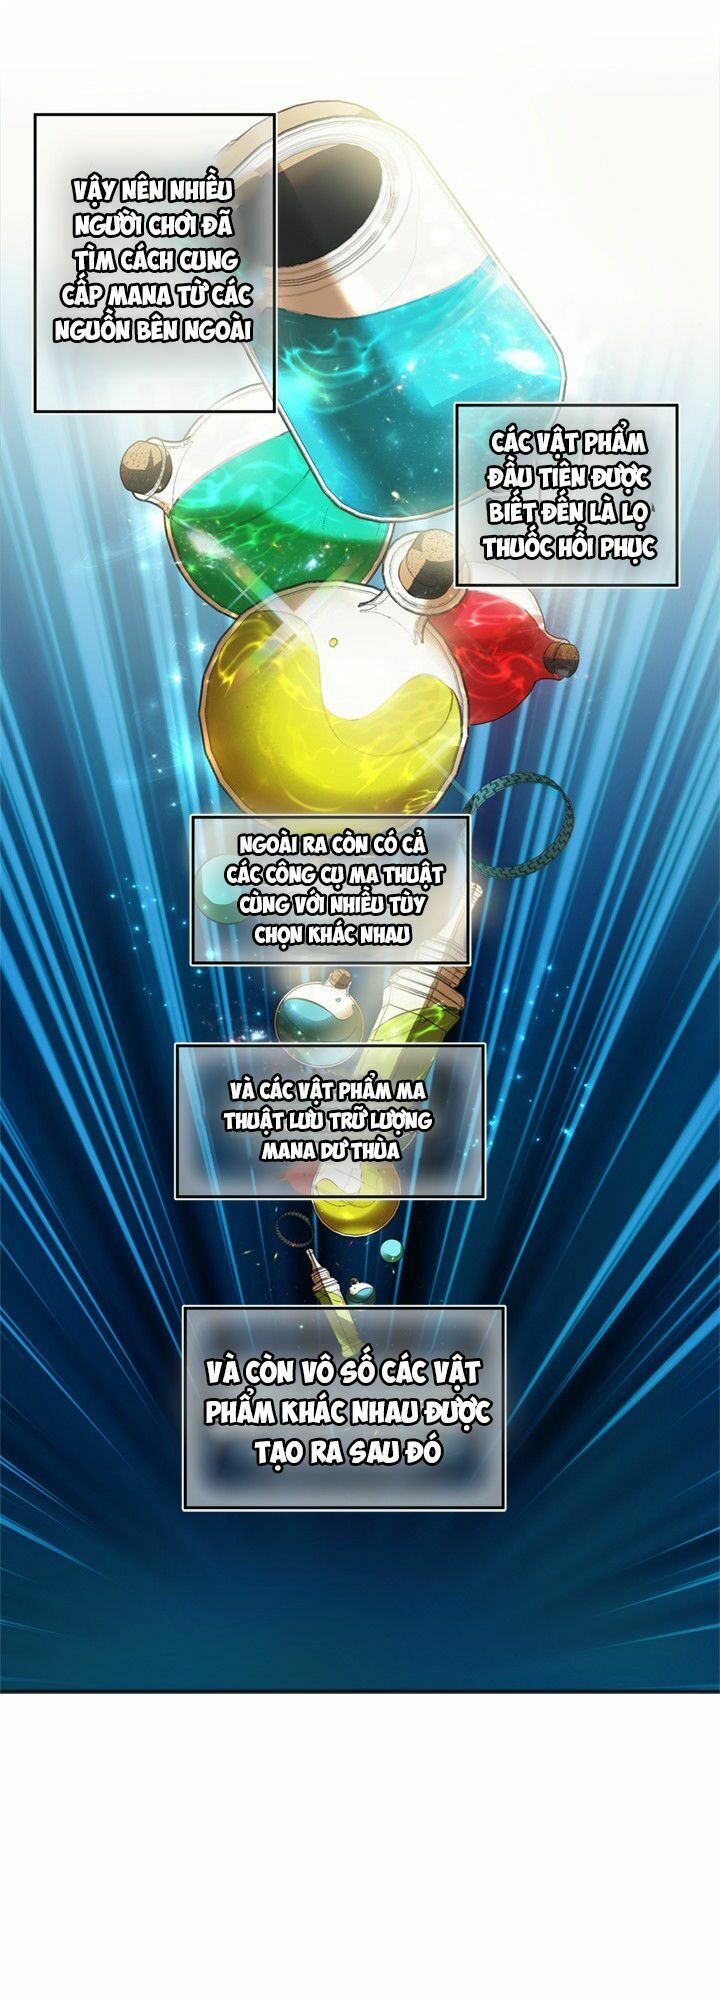 VẬY NÊN NHIỀU
NGƯỜI CHƠI ĐÃ
TÌM CÁCH CUNG
CẤP MANA TỪ CÁC
NGUỒN BÊN NGOÀI
CÁC VẬT PHẨM
ĐẦU TIÊN ĐƯỢC
BIẾT ĐẾN LÀ LỌ
THUỐC HỒI PHỤC
NGOÀI RA CÒN CÓ CẢ
CÁC CÔNG CỤ MA THUẬT
CÙNG VỚI NHIỀU TÙY
CHỌN KHÁC NHAU
VÀ CÁC VẬT PHẨM MA
THUẬT LƯU TRỮ LƯỢNG
MANA DƯ THÙA
VÀ CÒN VÔ SỐ CÁC VẬT
PHẨM KHÁC NHAU ĐƯỢC
TẠO RA SAU ĐÓ